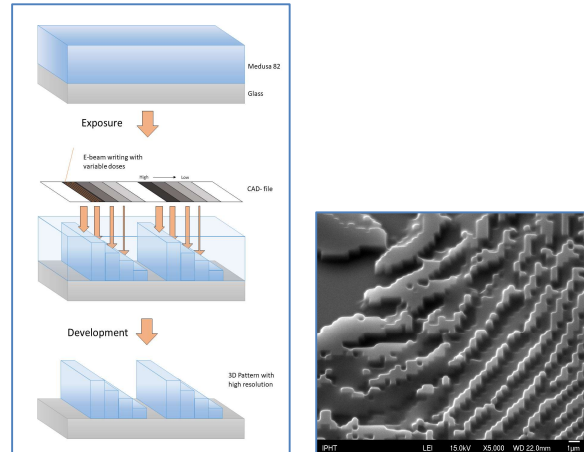 Medusa 82
Glass
Exposure
E-beam writing with
variable doses
High
Low
CAD- file
Development
3D Pattern with
high resolution
IPHT LEI 15.0kV X5,000 WD 22.0mm 1µm